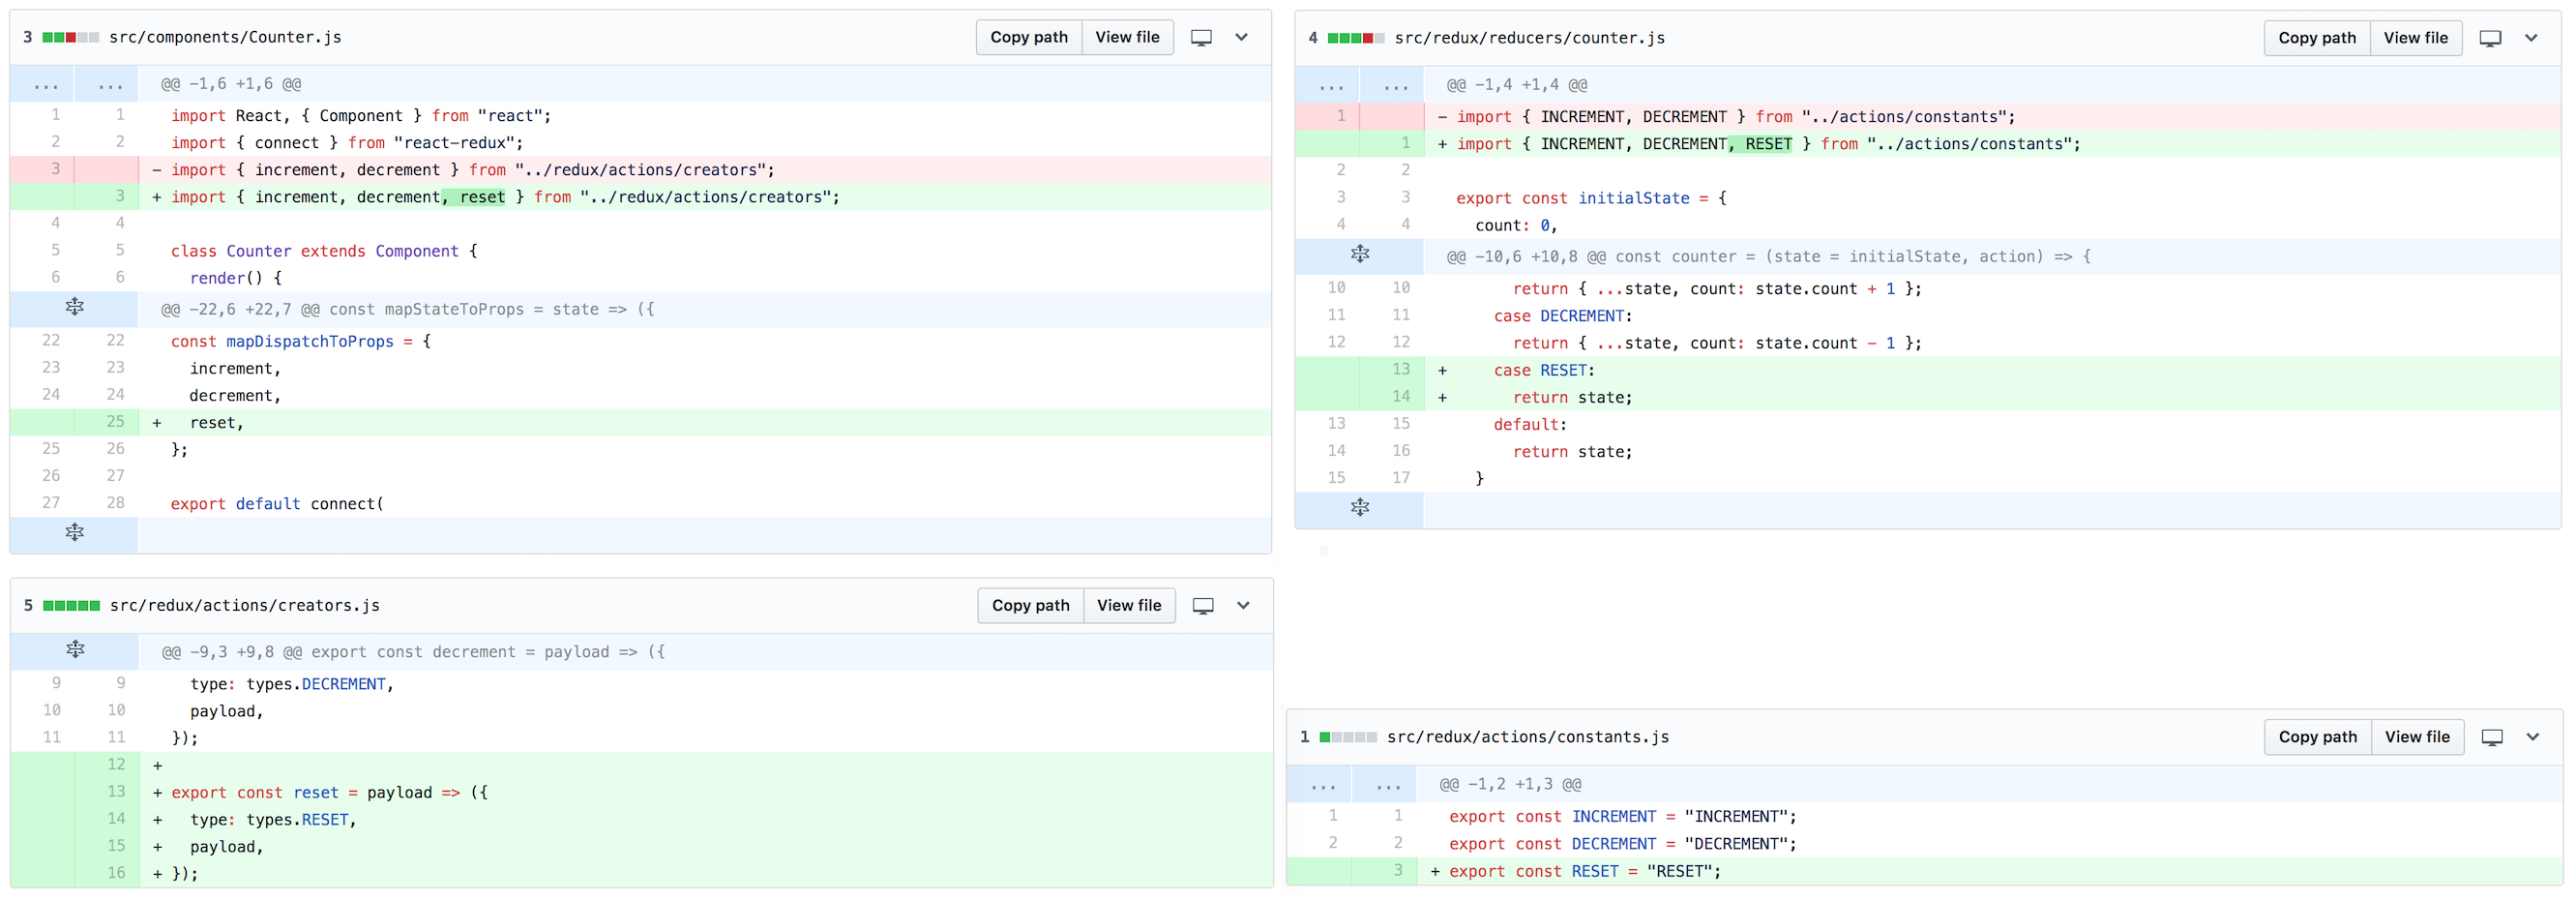 3 src/components/Counter.js Copy path View file
... ... @@ -1,6 +1,6 @@
1 1 import React, { Component } from "react";
2 2 import { connect } from "react-redux";
3 - import { increment, decrement } from "../redux/actions/creators";
3 + import { increment, decrement, reset } from "../redux/actions/creators";
4 4
5 5 class Counter extends Component {
6 6 render() {
@@ -22,6 +22,7 @@ const mapStateToProps = state => ({
22 22 const mapDispatchToProps = {
23 23 increment,
24 24 decrement,
25 + reset,
25 26 };
26 27
27 28 export default connect(
4 src/redux/reducers/counter.js Copy path View file
... ... @@ -1,4 +1,4 @@
1 - import { INCREMENT, DECREMENT } from "../actions/constants";
1 + import { INCREMENT, DECREMENT, RESET } from "../actions/constants";
2 2
3 3 export const initialState = {
4 4 count: 0,
@@ -10,6 +10,8 @@ const counter = (state = initialState, action) => {
10 10 return { ...state, count: state.count + 1 };
11 11 case DECREMENT:
12 12 return { ...state, count: state.count - 1 };
13 + case RESET:
14 + return state;
13 15 default:
14 16 return state;
15 17 }
5 src/redux/actions/creators.js Copy path View file
@@ -9,3 +9,8 @@ export const decrement = payload => ({
9 9 type: types.DECREMENT,
10 10 payload,
11 11 });
12 +
13 + export const reset = payload => ({
14 + type: types.RESET,
15 + payload,
16 + });
1 src/redux/actions/constants.js Copy path View file
... ... @@ -1,2 +1,3 @@
1 1 export const INCREMENT = "INCREMENT";
2 2 export const DECREMENT = "DECREMENT";
3 + export const RESET = "RESET";